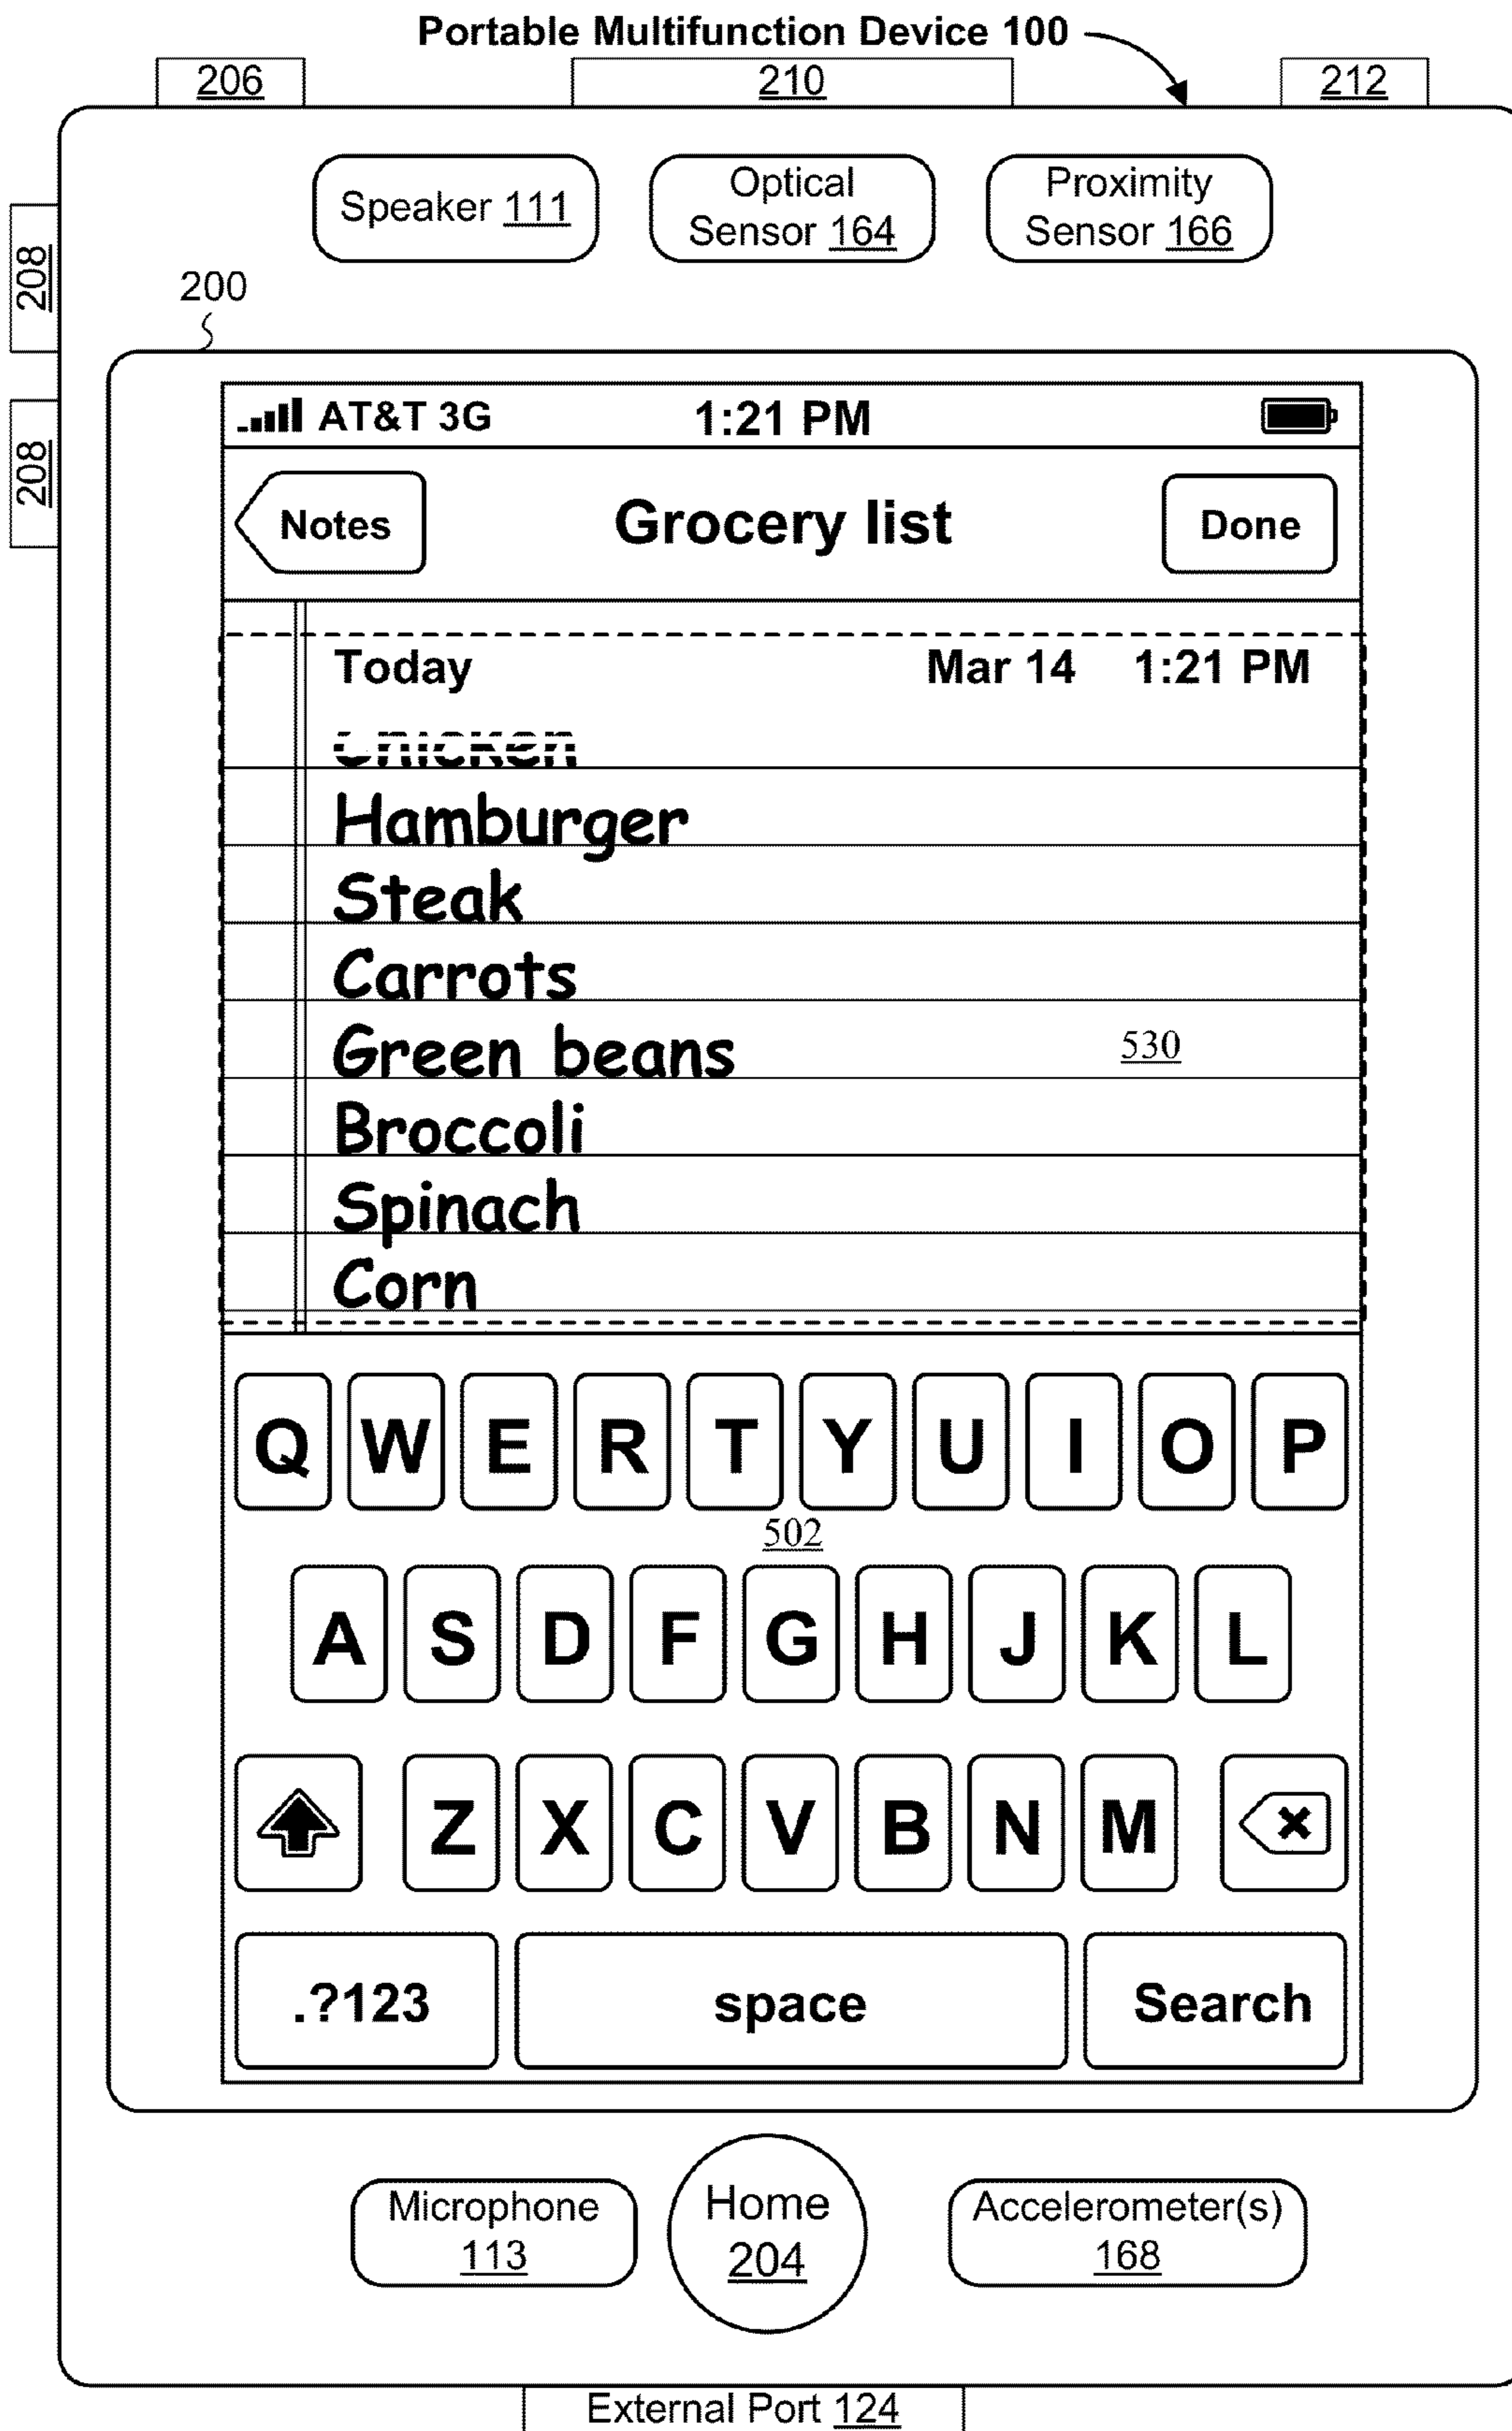 Portable Multifunction Device 100
206 210 212
Speaker 111
Optical Sensor 164
Proximity Sensor 166
208
200
208
AT&T 3G 1:21 PM
Notes Grocery list Done
Today Mar 14 1:21 PM
Chicken
Hamburger
Steak
Carrots
Green beans 530
Broccoli
Spinach
Corn
Q W E R T Y U I O P
502
A S D F G H J K L
Z X C V B N M
.?123 space Search
Microphone 113
Home 204
Accelerometer(s) 168
External Port 124